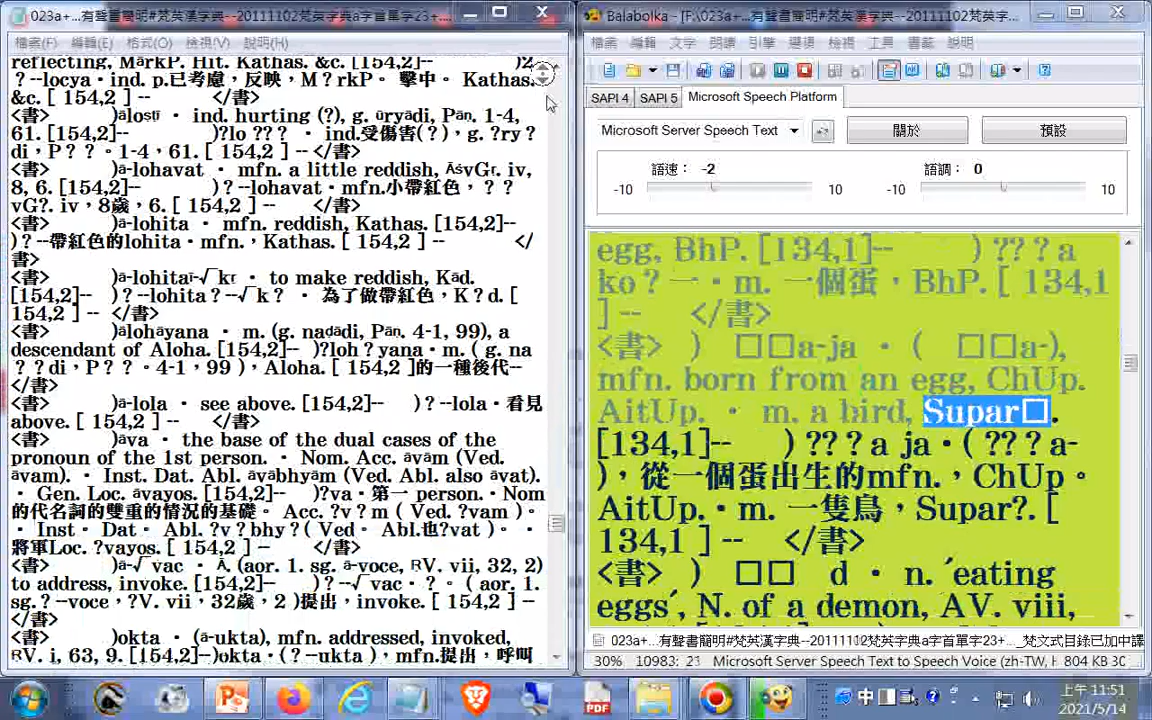 023a+...有聲書簡明#梵英漢字典--20111102梵英字典a字首單字23+...
檔案(F) 編輯(E) 格式(O) 檢視(V) 說明(H)
reflecting, MārkP. Hit. Kathas. &c. [154,2] )2
?--locya‧ind. p.已考慮，反映，M？rkP。 擊中。 Kathas.
&c. [ 154,2 ] -- </書>
<書> )āloṣṭī ‧ ind. hurting (?), g. ūryādi, Pāṇ. 1-4,
61. [154,2]-- )?lo ??? ‧ ind.受傷害(?)，g. ?ry?
di，P？？。1-4，61. [ 154,2 ] -- </書>
<書> )ā-lohavat ‧ mfn. a little reddish, ĀśvGṛ. iv,
8, 6. [154,2]-- )？--lohavat‧mfn.小帶紅色，？？
vG?. iv，8歲，6. [ 154,2 ] -- </書>
<書> )ā-lohita ‧ mfn. reddish, Kathas. [154,2]--
)？--帶紅色的lohita‧mfn.，Kathas. [ 154,2 ] -- </
書>
<書> )ā-lohitaī-√kṛ ‧ to make reddish, Kād.
[154,2]-- )？--lohita？--√k？ ‧ 為了做帶紅色，K？d. [
154,2 ] -- </書>
<書> )ālohāyana ‧ m. (g. naḍādi, Pāṇ. 4-1, 99), a
descendant of Aloha. [154,2]-- )?loh？yana‧m. ( g. na
？？di，P？？。4-1，99 )，Aloha. [ 154,2 ]的一種後代--
</書>
<書> )ā-lola ‧ see above. [154,2]-- )？--lola‧看見
above. [ 154,2 ] -- </書>
<書> )āva ‧ the base of the dual cases of the
pronoun of the 1st person. ‧ Nom. Acc. āvām (Ved.
āvam). ‧ Inst. Dat. Abl. āvābhyām (Ved. Abl. also āvat).
‧ Gen. Loc. āvayos. [154,2]-- )?va‧第一 person.‧Nom
的代名詞的雙重的情況的基礎。 Acc. ?v？m ( Ved. ?vam )。
‧ Inst‧ Dat‧ Abl. ?v？bhy？( Ved‧ Abl.也?vat )。‧
將軍Loc. ?vayos. [ 154,2 ] -- </書>
<書> )ā-√vac ‧ Ā. (aor. 1. sg. ā-voce, ṚV. vii, 32, 2)
to address, invoke. [154,2]-- )？--√vac‧？。( aor. 1.
sg.？--voce，?V. vii，32歲，2 )提出，invoke. [ 154,2 ] --
</書>
<書> )okta ‧ (ā-ukta), mfn. addressed, invoked,
ṚV. i, 63, 9. [154,2]--)okta‧(？--ukta )，mfn.提出，呼叫
Balabolka - [F:\023a+...有聲書簡明#梵英漢字典--20111102梵英字...
檔案 編輯 文字 朗讀 引擎 選項 檢視 工具 書籤 說明
SAPI 4 SAPI 5 Microsoft Speech Platform
Microsoft Server Speech Text 關於 預設
語速： -2 語調： 0
-10 10 -10 10
egg, BhP. [134,1]-- ) ??？a
ko？一‧m. 一個蛋，BhP. [ 134,1
] -- </書>
<書> ) □□a-ja ‧ ( □□a-),
mfn. born from an egg, ChUp.
AitUp. ‧ m. a bird, Supar□.
[134,1]-- ) ??？a ja‧( ??？a-
)，從一個蛋出生的mfn.，ChUp。
AitUp.‧m. 一隻鳥，Supar?. [
134,1 ] -- </書>
<書> ) □□ d ‧ n. ´eating
eggs´, N. of a demon, AV. viii,
023a+...有聲書簡明#梵英漢字典--20111102梵英字典a字首單字23+..._梵文式目錄已加中譯
30% 10983: 23 Microsoft Server Speech Text to Speech Voice (zh-TW, 804 KB 30
PDF
中
上午 11:51
2021/5/14